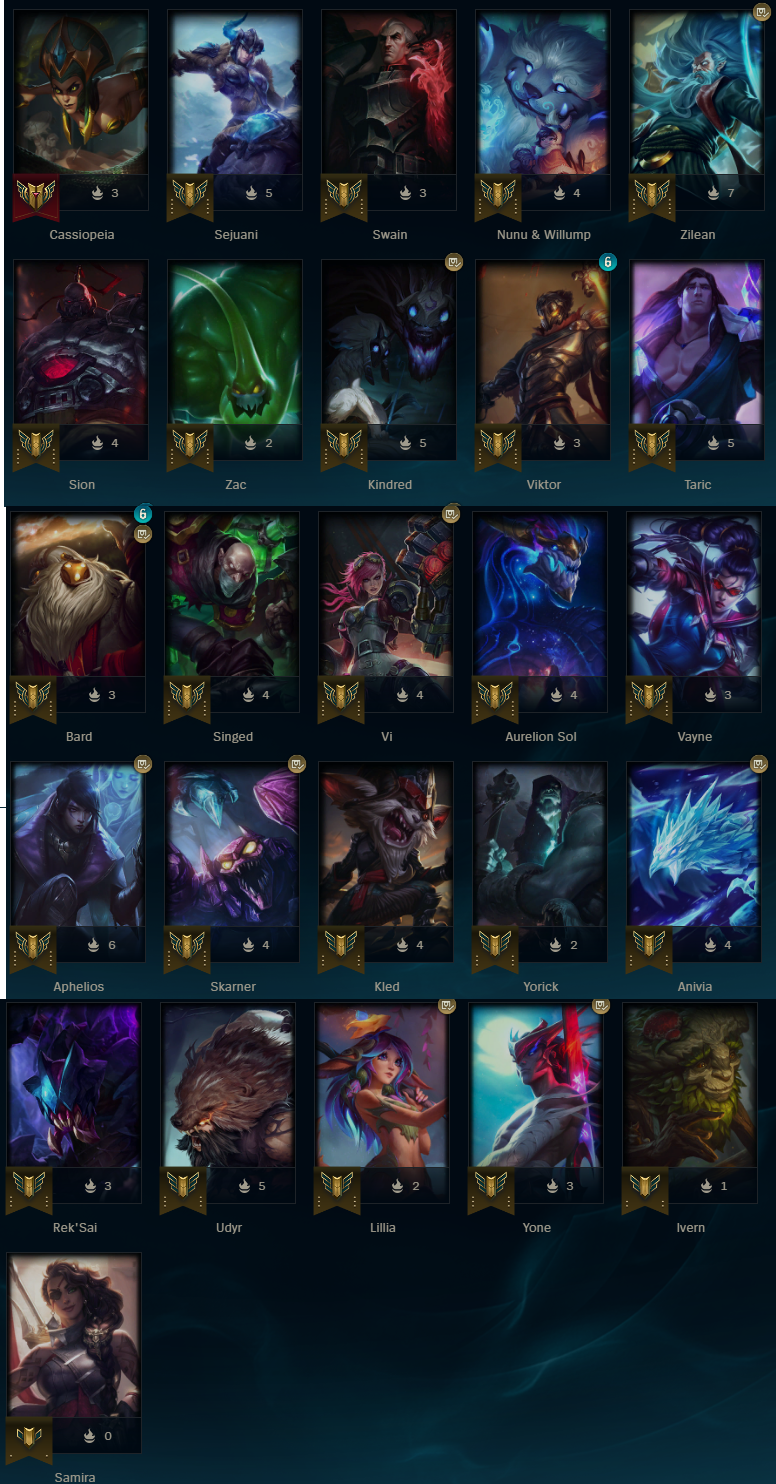 3 5 3 4 7
Cassiopeia Sejuani Swain Nunu & Willump Zilean
6
4 2 5 3 5
Sion Zac Kindred Viktor Taric
6
3 4 4 4 3
Bard Singed Vi Aurelion Sol Vayne
6 4 4 2 4
Aphelios Skarner Kled Yorick Anivia
3 5 2 3 1
Rek'Sai Udyr Lillia Yone Ivern
0
Samira